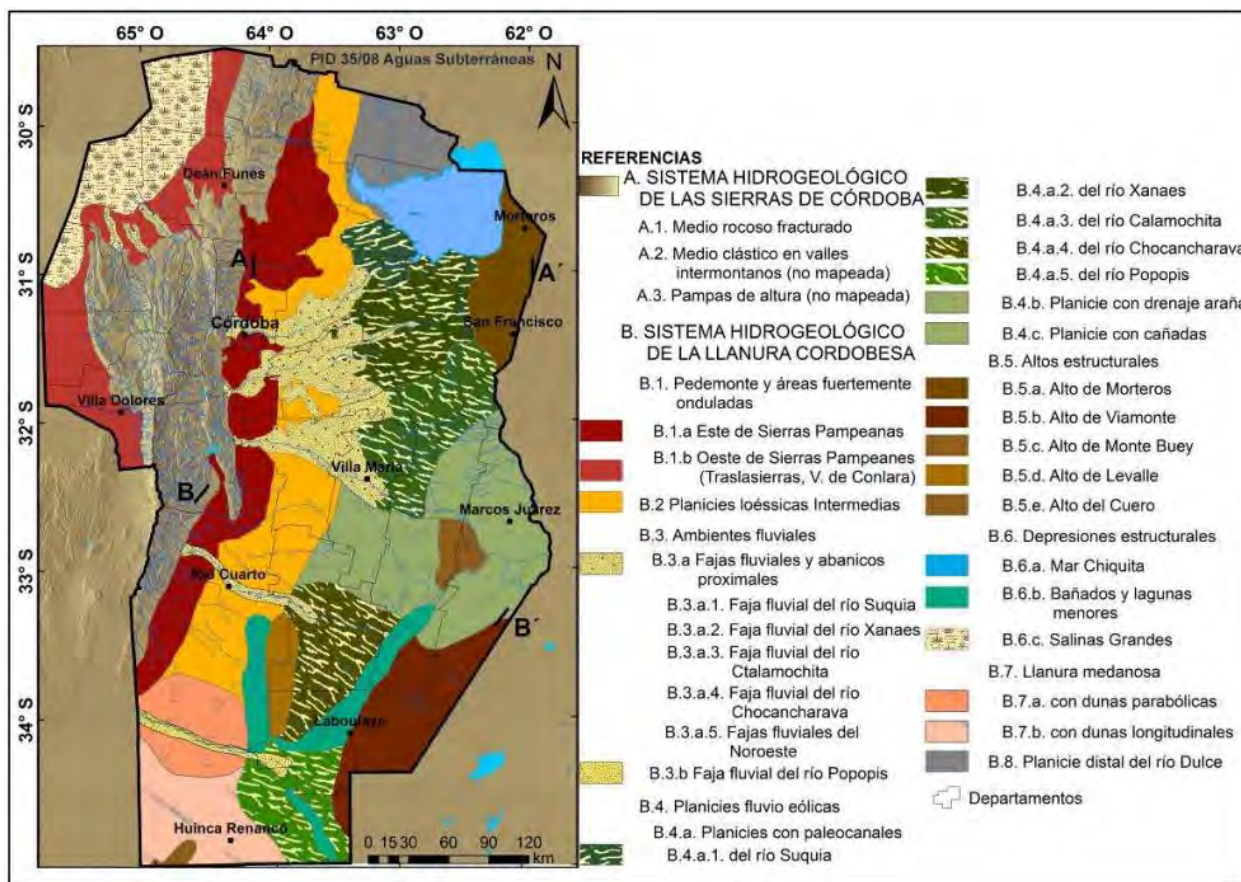 65° O 64° O 63° O 62° O
PID 35/08 Aguas Subterráneas
N
30° S
31° S
32° S
33° S
34° S
Deán Funes
Morteros
A
A´
Córdoba
San Francisco
Villa Dolores
Villa María
B
Marcos Juárez
Río Cuarto
B´
Laboulaye
Huinca Renancó
0 15 30 60 90 120
km
REFERENCIAS
A. SISTEMA HIDROGEOLÓGICO
DE LAS SIERRAS DE CÓRDOBA
A.1. Medio rocoso fracturado
A.2. Medio clástico en valles
intermontanos (no mapeada)
A.3. Pampas de altura (no mapeada)
B. SISTEMA HIDROGEOLÓGICO
DE LA LLANURA CORDOBESA
B.1. Pedemonte y áreas fuertemente
onduladas
B.1.a Este de Sierras Pampeanas
B.1.b Oeste de Sierras Pampeanas
(Traslasierras, V. de Conlara)
B.2 Planicies loéssicas Intermedias
B.3. Ambientes fluviales
B.3.a Fajas fluviales y abanicos
proximales
B.3.a.1. Faja fluvial del río Suquia
B.3.a.2. Faja fluvial del río Xanaes
B.3.a.3. Faja fluvial del río
Ctalamochita
B.3.a.4. Faja fluvial del río
Chocancharava
B.3.a.5. Fajas fluviales del
Noroeste
B.3.b Faja fluvial del río Popopis
B.4. Planicies fluvio eólicas
B.4.a. Planicies con paleocanales
B.4.a.1. del río Suquia
B.4.a.2. del río Xanaes
B.4.a.3. del río Calamochita
B.4.a.4. del río Chocancharava
B.4.a.5. del río Popopis
B.4.b. Planicie con drenaje araña
B.4.c. Planicie con cañadas
B.5. Altos estructurales
B.5.a. Alto de Morteros
B.5.b. Alto de Viamonte
B.5.c. Alto de Monte Buey
B.5.d. Alto de Levalle
B.5.e. Alto del Cuero
B.6. Depresiones estructurales
B.6.a. Mar Chiquita
B.6.b. Bañados y lagunas
menores
B.6.c. Salinas Grandes
B.7. Llanura medanosa
B.7.a. con dunas parabólicas
B.7.b. con dunas longitudinales
B.8. Planicie distal del río Dulce
Departamentos